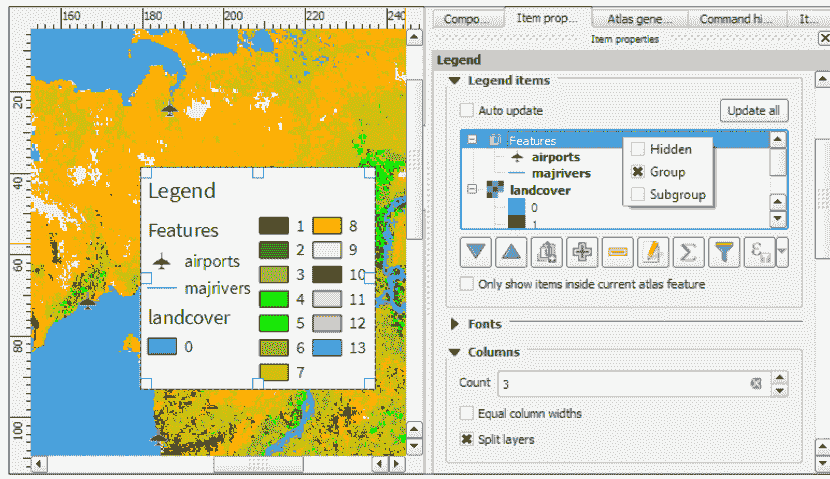 160 180 200 220 240
Compo... Item prop... Atlas gene... Command hi... It...
Item properties
Legend
Legend items
Auto update Update all
Features
airports
majrivers
landcover
0
1
Hidden
Group
Subgroup
Only show items inside current atlas feature
Fonts
Columns
Count 3
Equal column widths
Split layers
20
40
60
80
100
Legend
Features
airports
majrivers
landcover
0
1 8
2 9
3 10
4 11
5 12
6 13
7